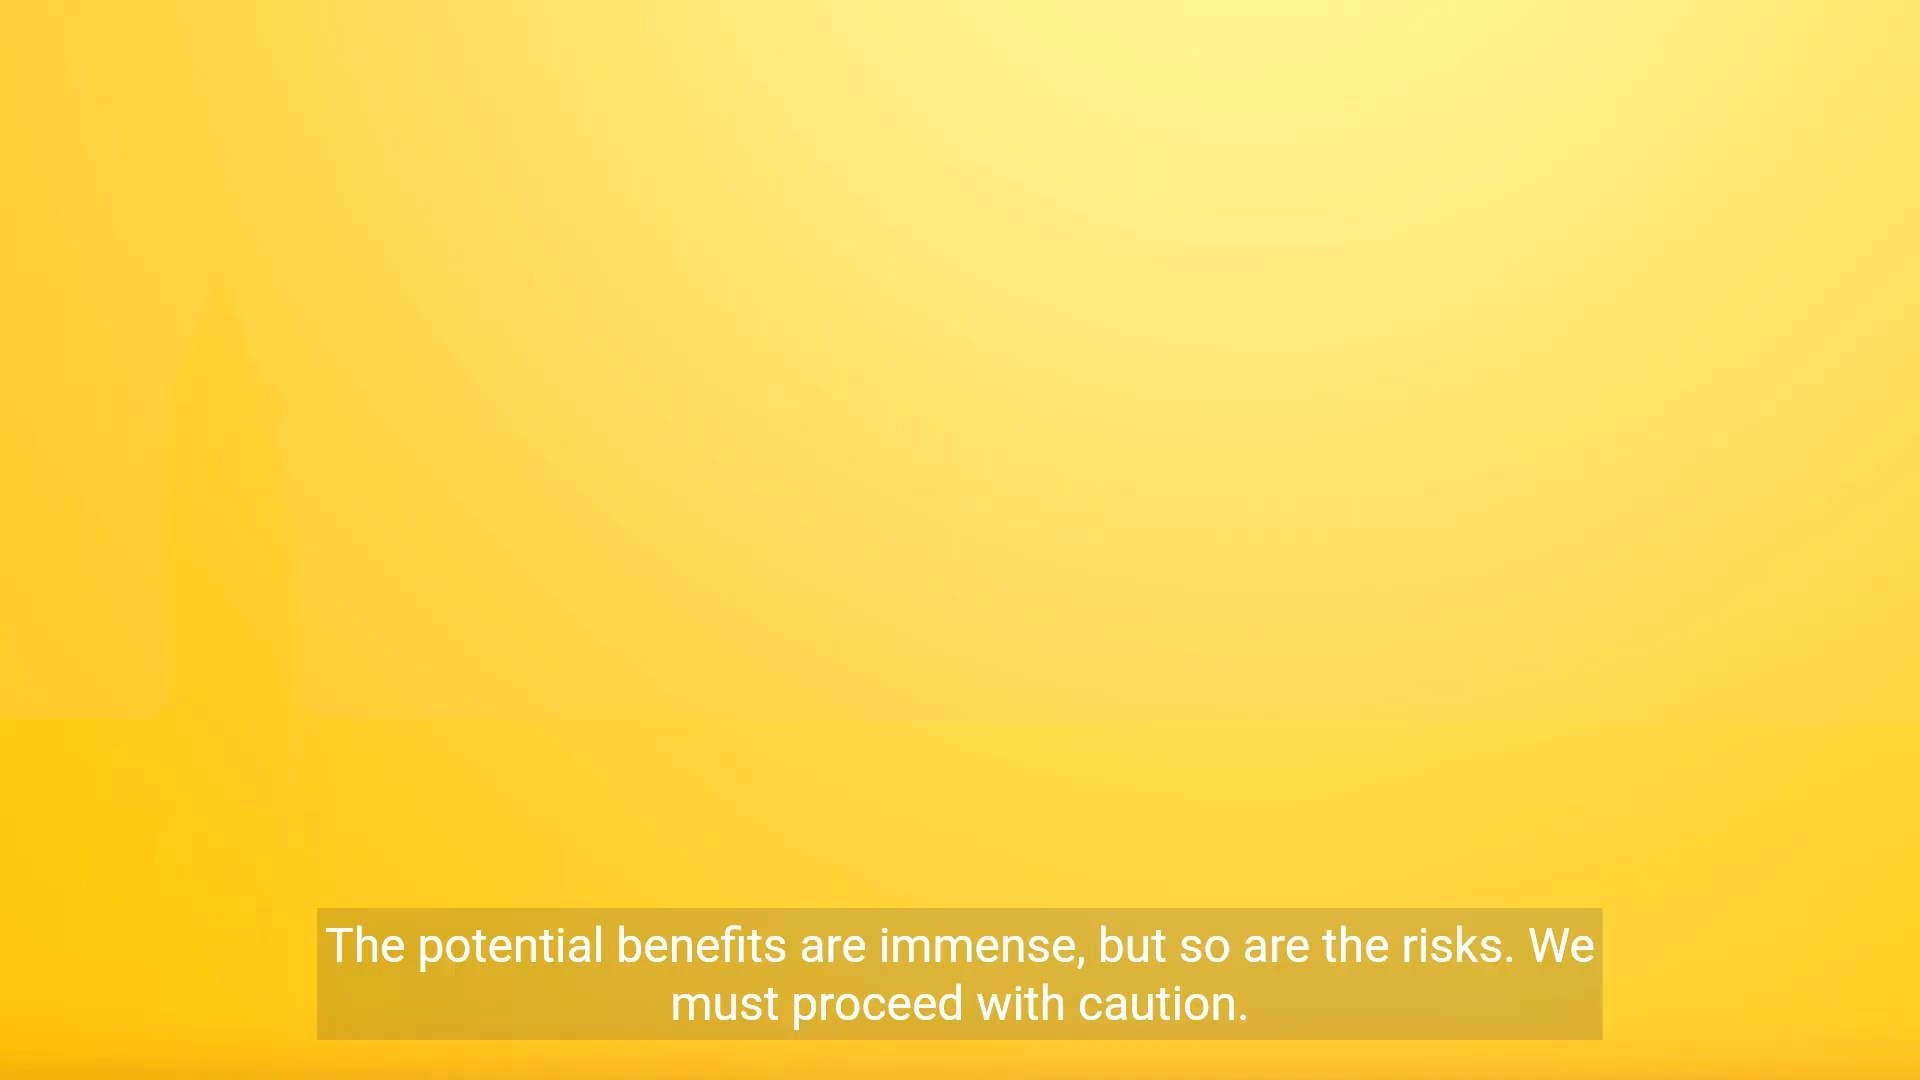 The potential benefits are immense, but so are the risks. We
must proceed with caution.